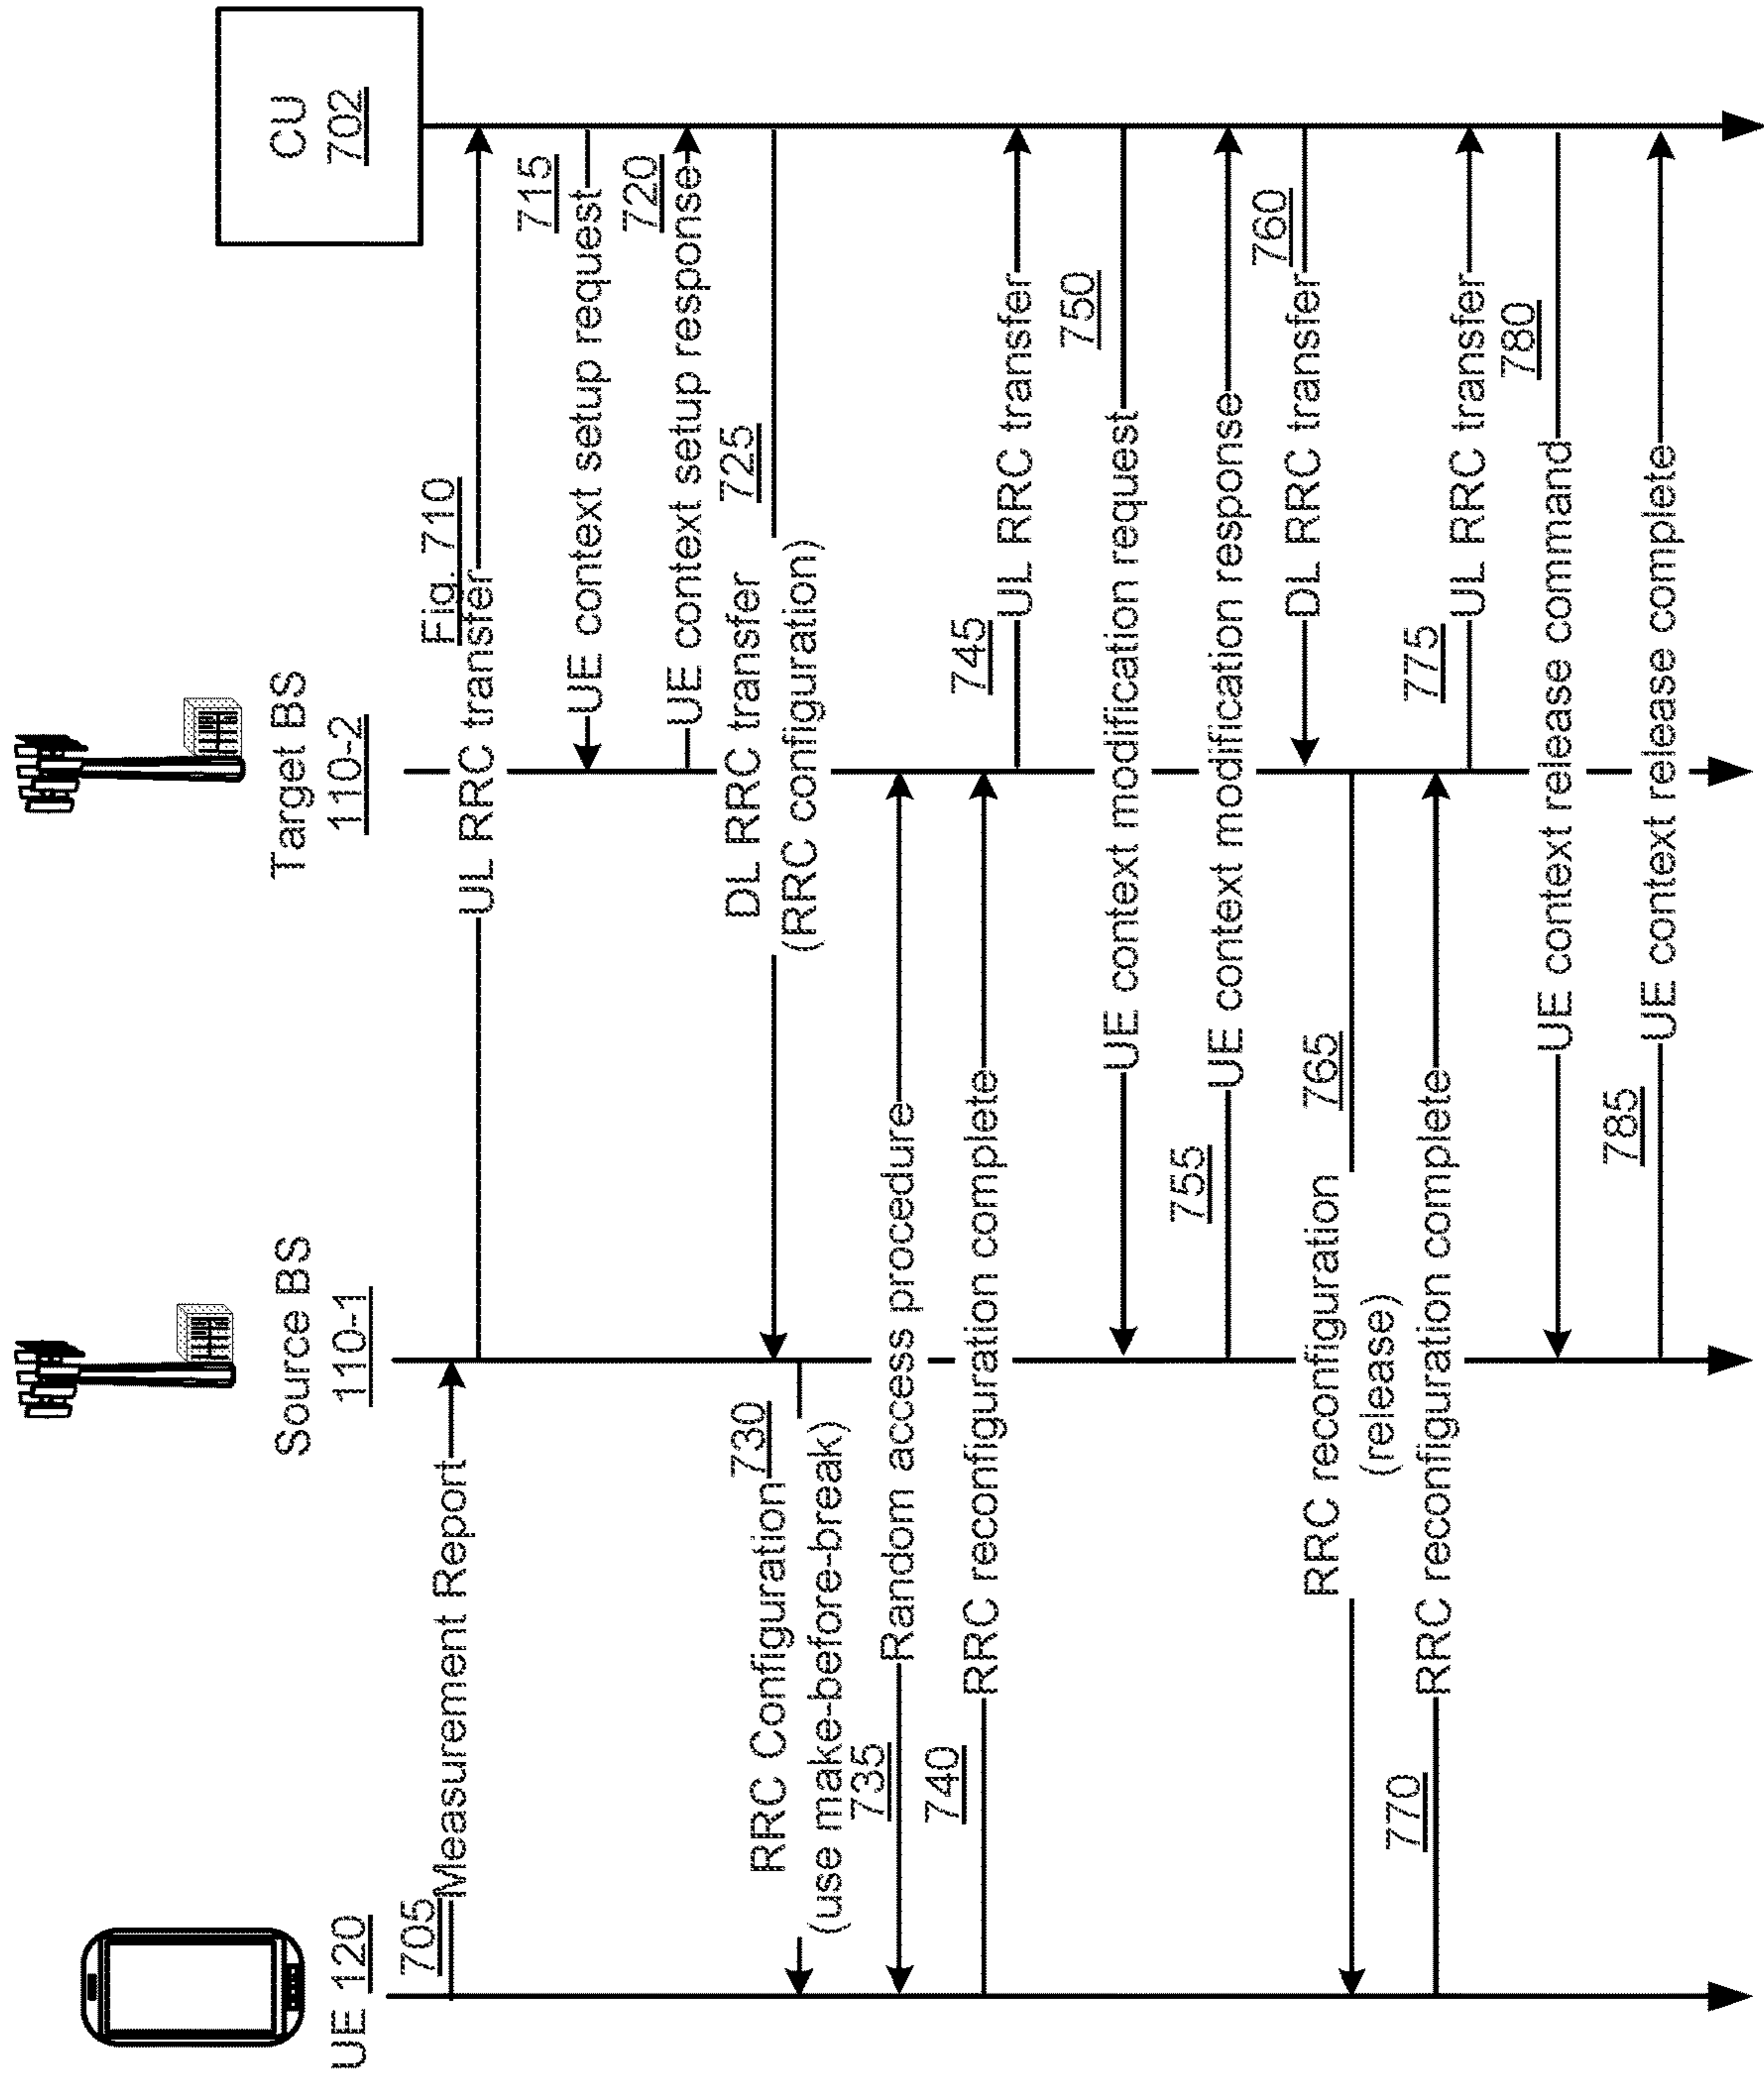 UE 120
Source BS
110-1
Target BS
110-2
CU
702
705
Measurement Report
Fig. 710
UL RRC transfer
715
UE context setup request
720
UE context setup response
725
DL RRC transfer
(RRC configuration)
730
RRC Configuration
(use make-before-break)
735
Random access procedure
740
RRC reconfiguration complete
745
UL RRC transfer
750
UE context modification request
755
UE context modification response
760
DL RRC transfer
765
RRC reconfiguration
(release)
770
RRC reconfiguration complete
775
UL RRC transfer
780
UE context release command
785
UE context release complete